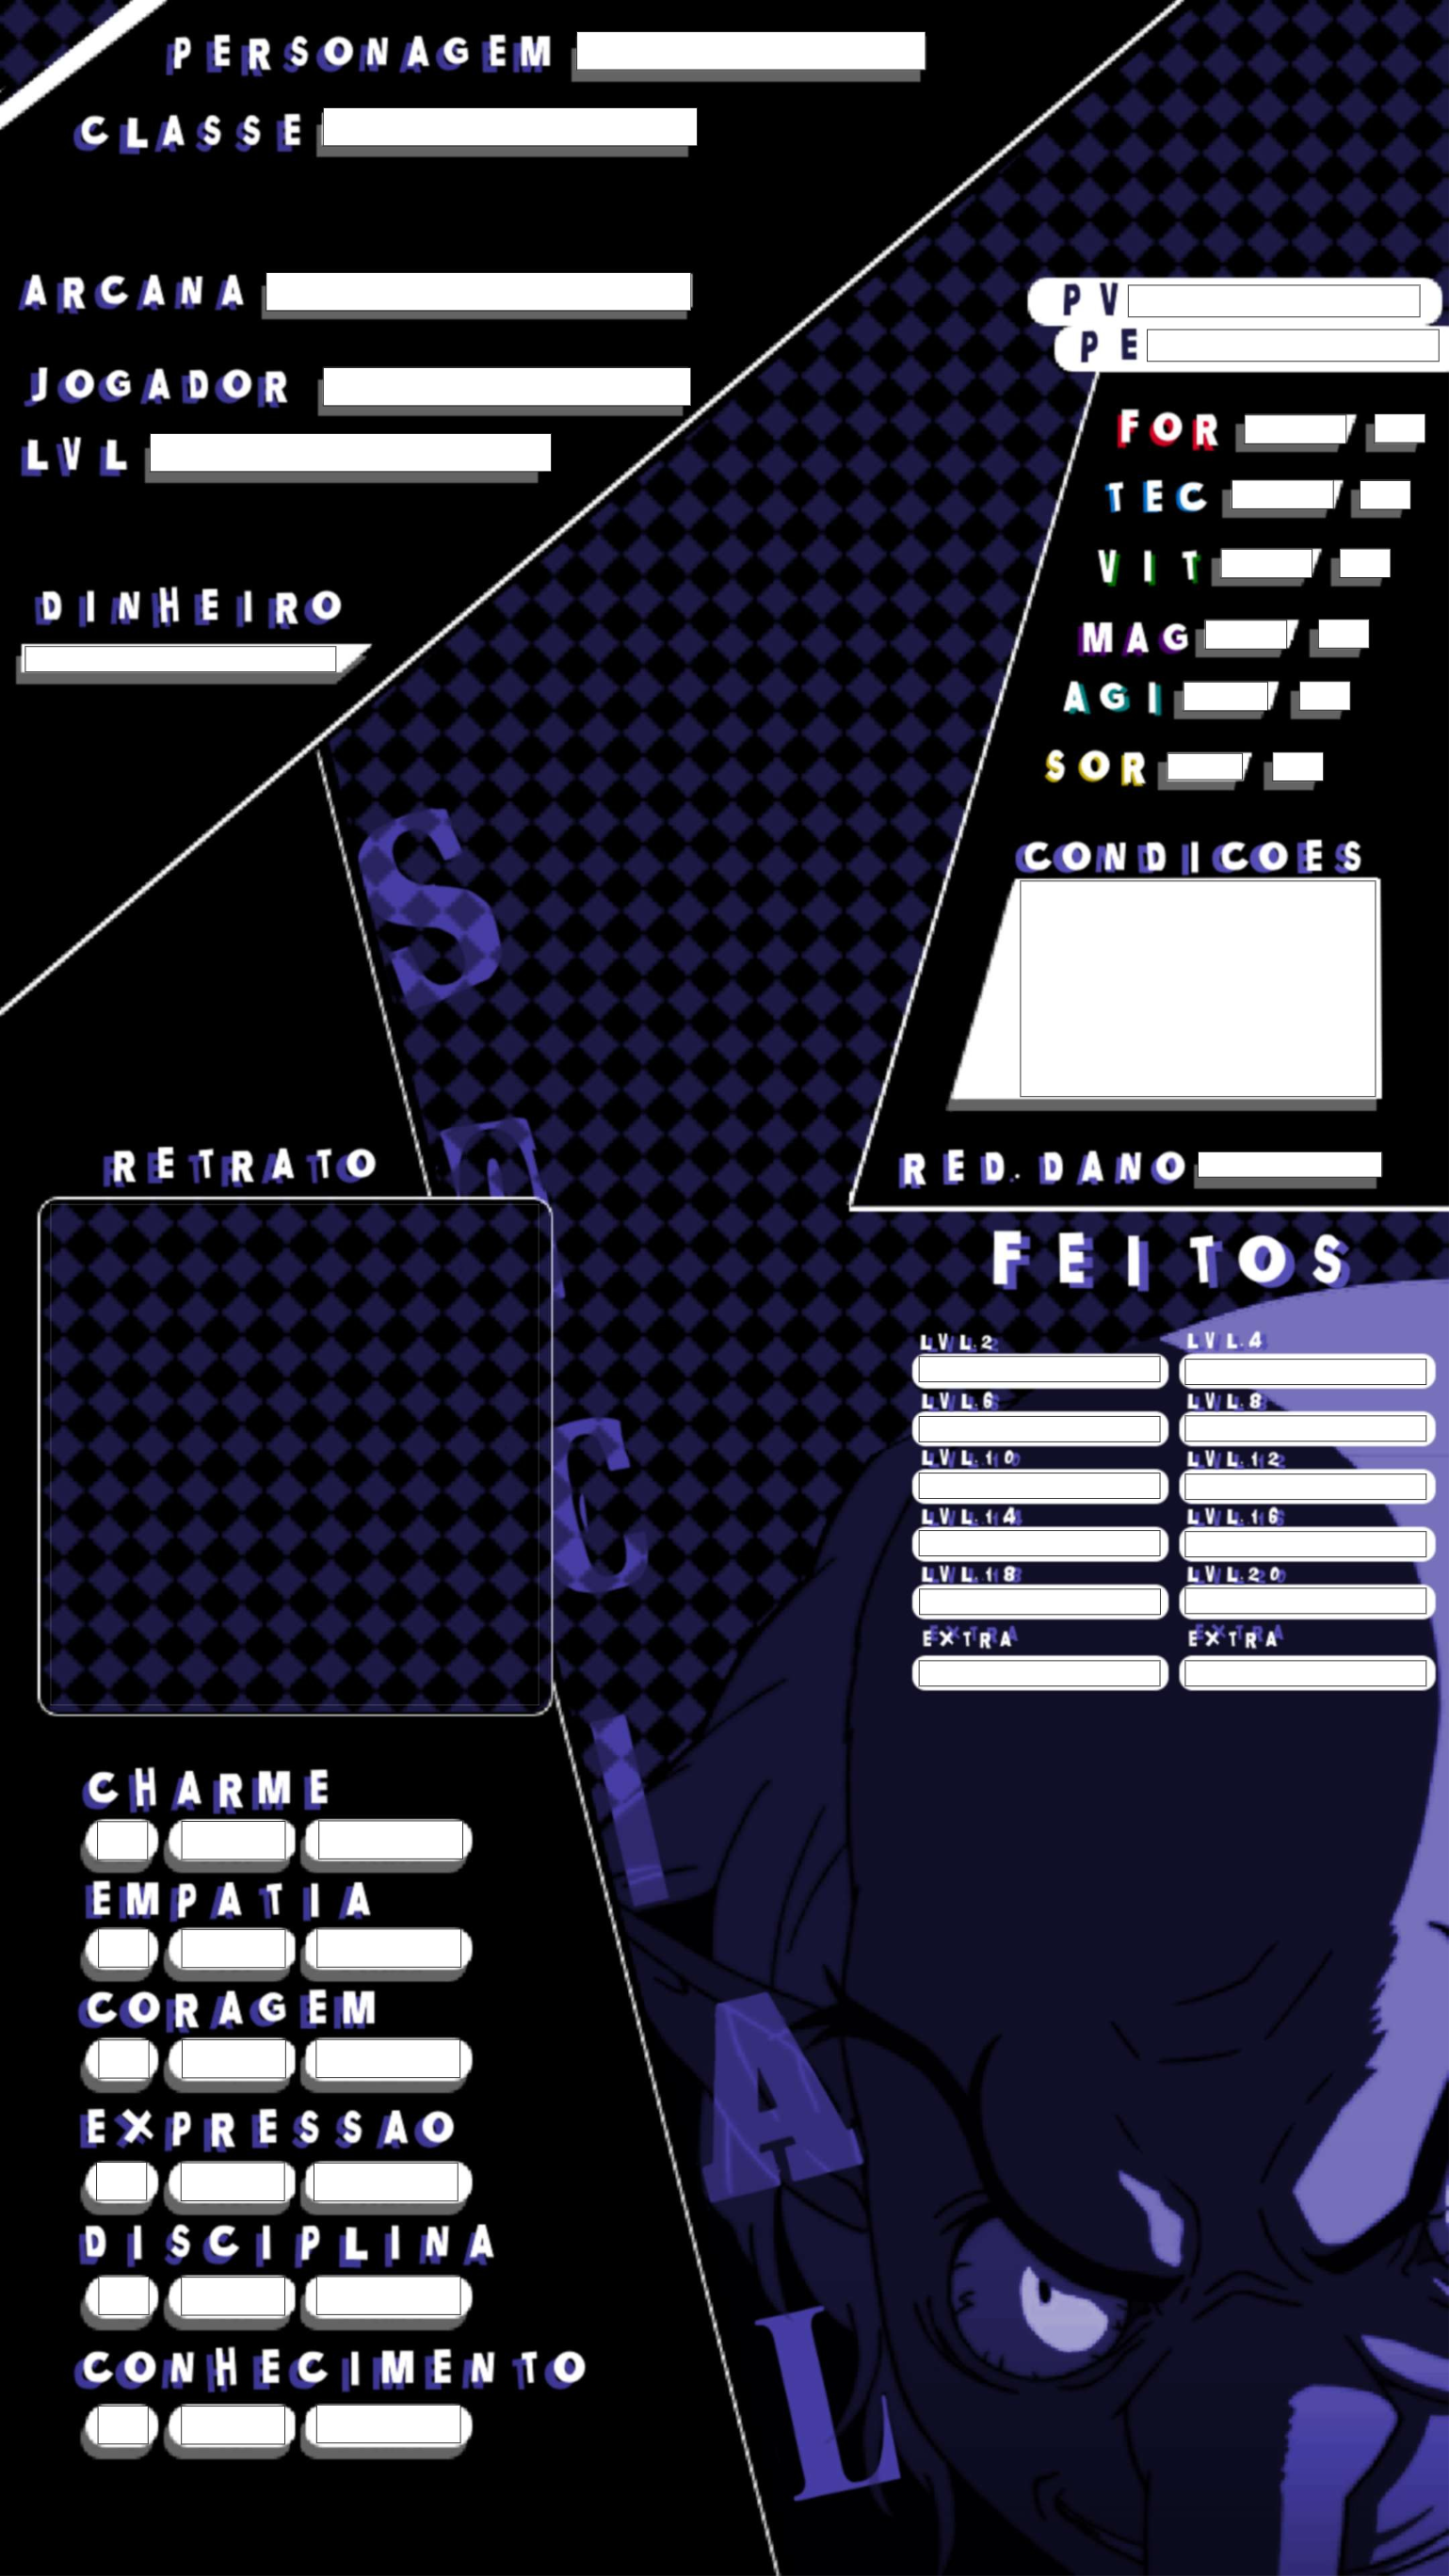 PERSONAGEM
CLASSE
ARCANA
JOGADOR
LVL
DINHEIRO
PV
PE
FOR
TEC
VIT
MAG
AGI
SOR
CONDICOES
RED.DANO
RETRATO
FEITOS
LVL.2 LVL.4
LVL.6 LVL.8
LVL.10 LVL.12
LVL.14 LVL.16
LVL.18 LVL.20
EXTRA EXTRA
CHARME
EMPATIA
CORAGEM
EXPRESSAO
DISCIPLINA
CONHECIMENTO
S
C
I
A
L